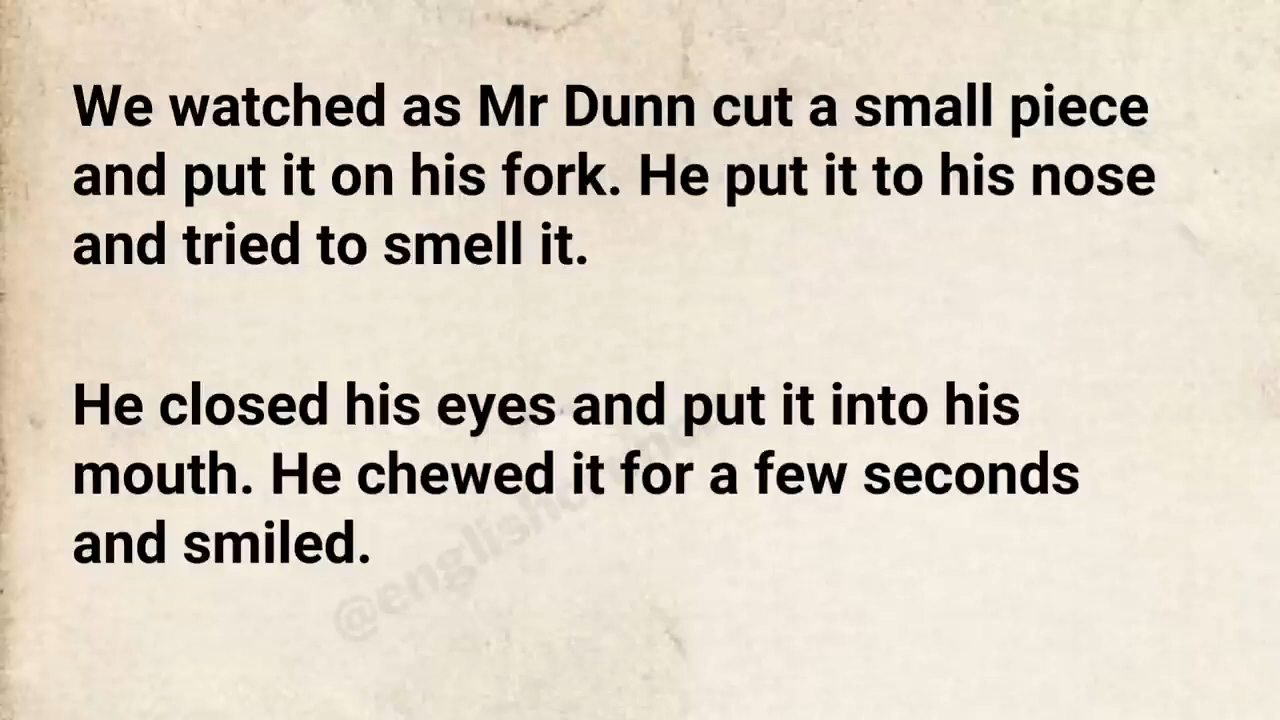 We watched as Mr Dunn cut a small piece
and put it on his fork. He put it to his nose
and tried to smell it.
He closed his eyes and put it into his
mouth. He chewed it for a few seconds
and smiled.